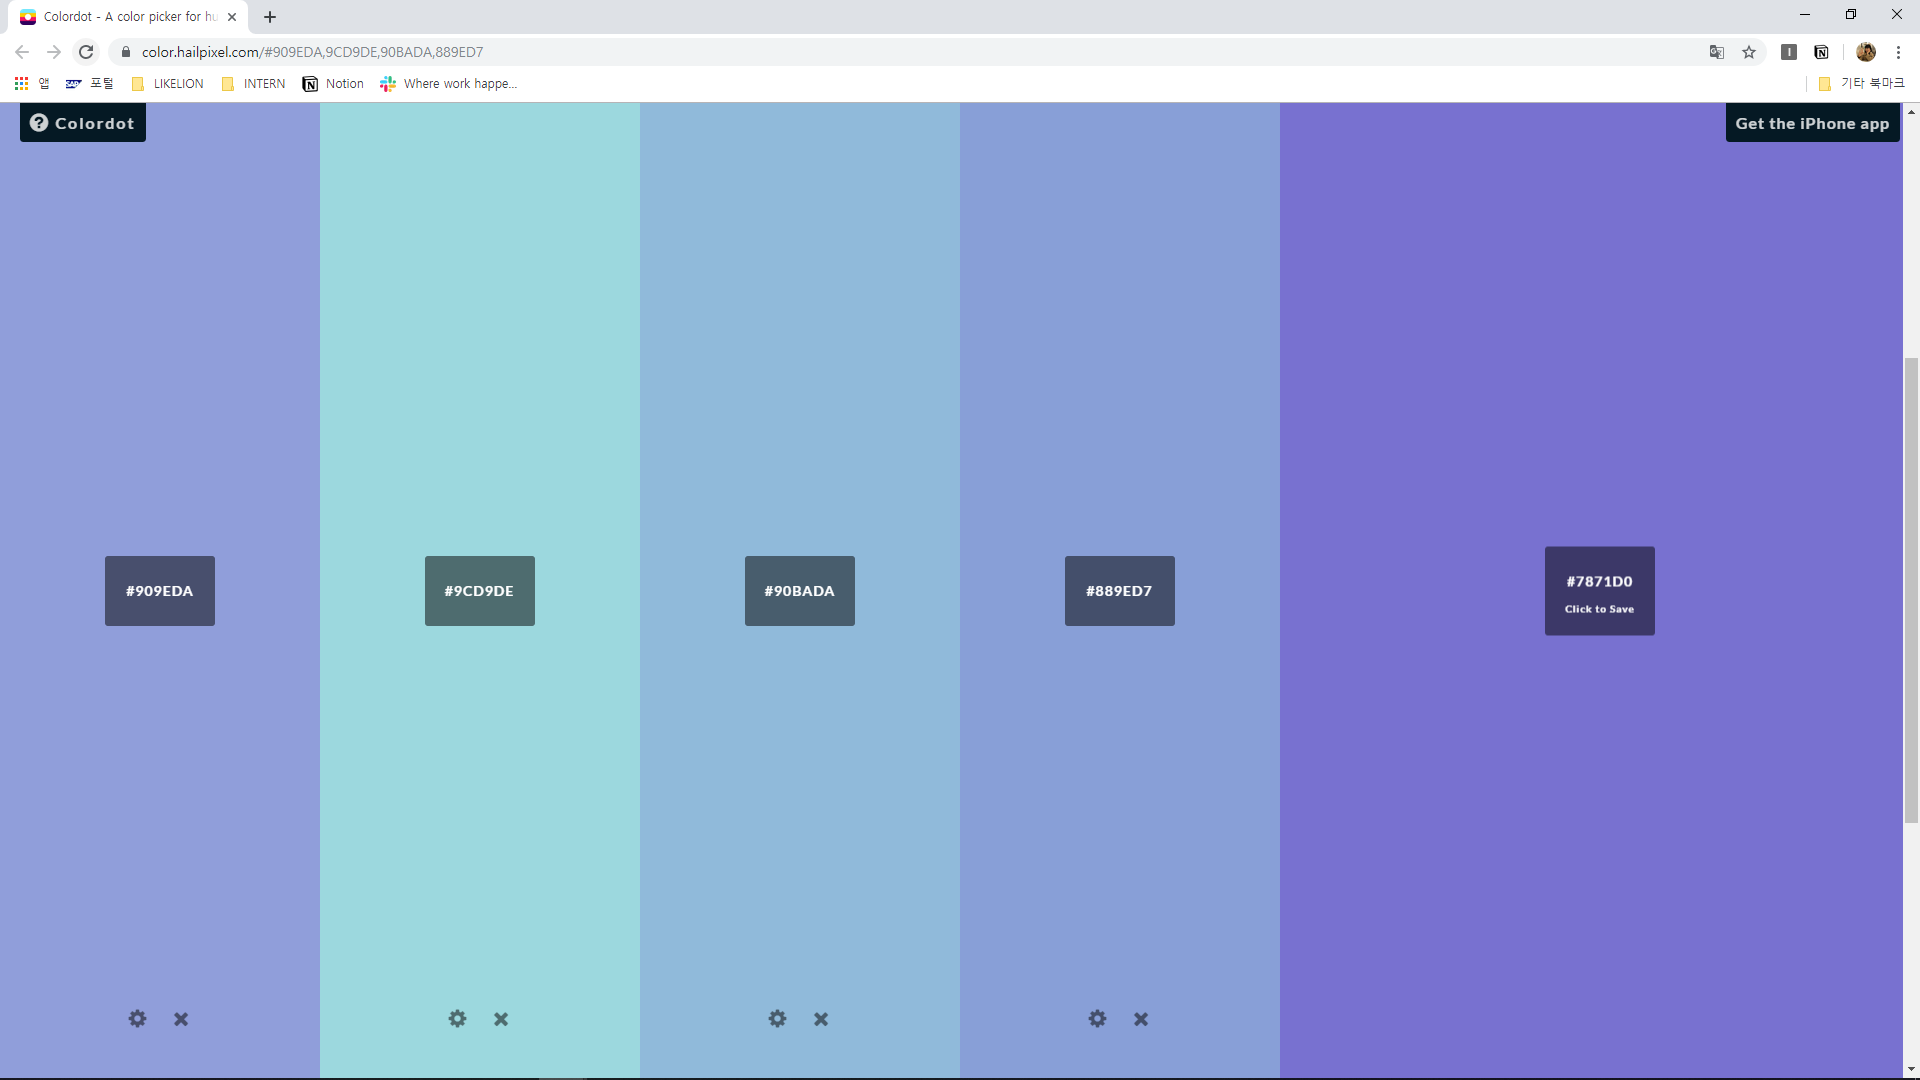 Colordot - A color picker for hu
color.hailpixel.com/#909EDA,9CD9DE,90BADA,889ED7
앱 SAP 포털 LIKELION INTERN Notion Where work happe... 기타 북마크
Colordot
Get the iPhone app
#909EDA
#9CD9DE
#90BADA
#889ED7
#7871D0
Click to Save